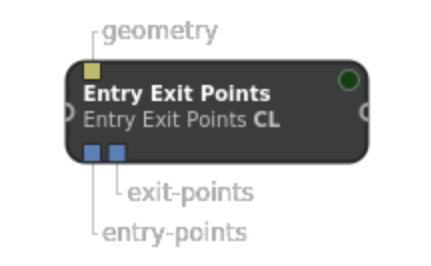 geometry
Entry Exit Points
Entry Exit Points CL
exit-points
entry-points